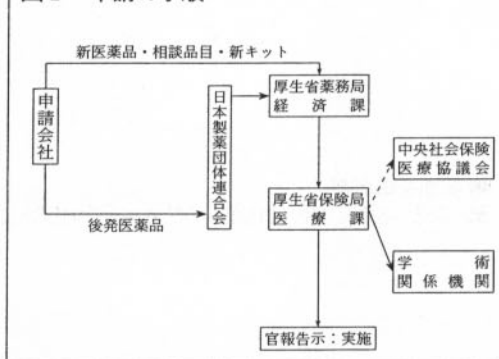 新医薬品・相談品目・新キット
申請会社
日本製薬団体連合会
厚生省薬務局
経済課
中央社会保険
医療協議会
厚生省保険局
医療課
後発医薬品
学術
関係機関
官報告示：実施